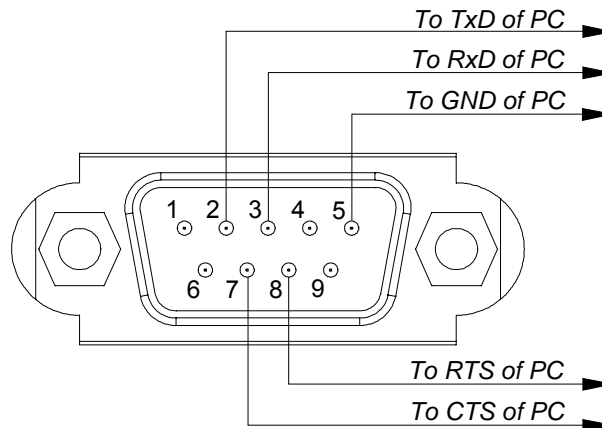 To TxD of PC
To RxD of PC
To GND of PC
1 2 3 4 5
6 7 8 9
To RTS of PC
To CTS of PC